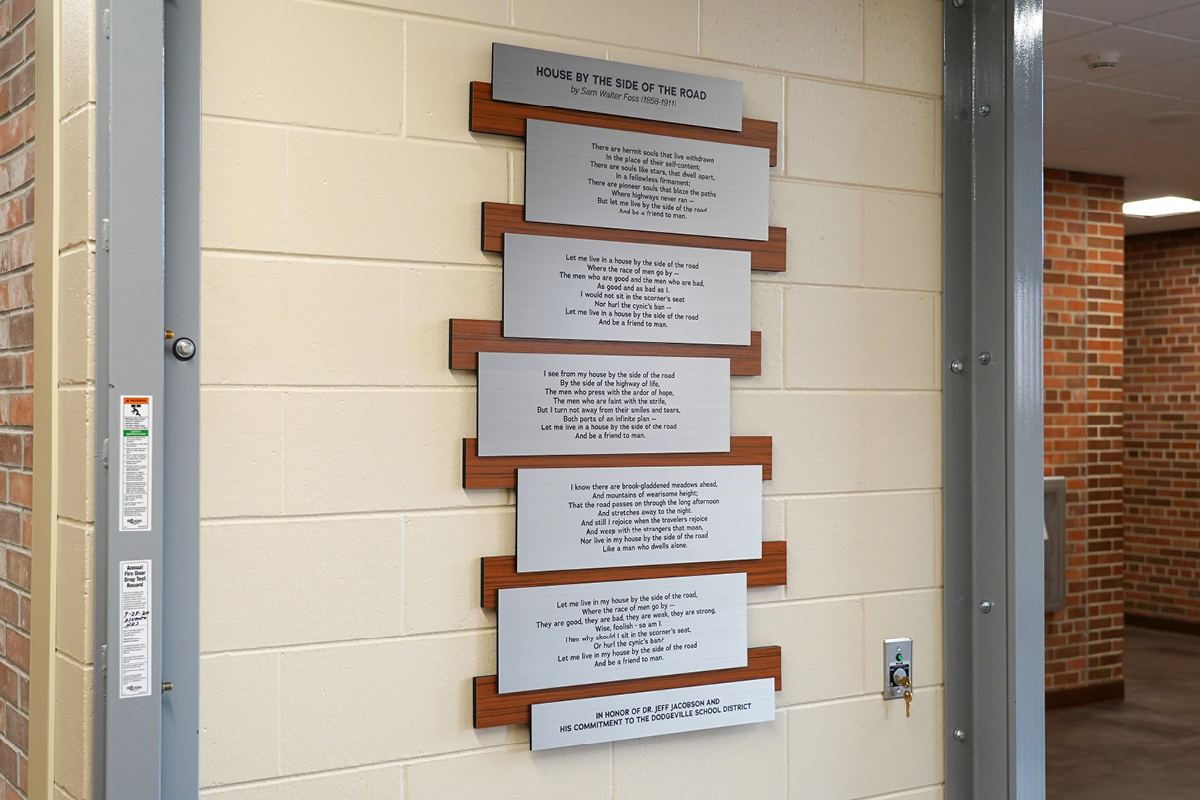 HOUSE BY THE SIDE OF THE ROAD
by Sam Walter Foss (1858-1911)
There are hermit souls that live withdrawn
In the place of their self-content;
There are souls like stars, that dwell apart,
In a fellowless firmament;
There are pioneer souls that blaze the paths
Where highways never ran —
But let me live by the side of the road
And be a friend to man.
Let me live in a house by the side of the road
Where the race of men go by —
The men who are good and the men who are bad,
As good and as bad as I.
I would not sit in the scorner's seat
Nor hurl the cynic's ban —
Let me live in a house by the side of the road
And be a friend to man.
I see from my house by the side of the road
By the side of the highway of life,
The men who press with the ardor of hope,
The men who are faint with the strife,
But I turn not away from their smiles and tears,
Both parts of an infinite plan —
Let me live in a house by the side of the road
And be a friend to man.
I know there are brook-gladdened meadows ahead,
And mountains of wearisome height;
That the road passes on through the long afternoon
And stretches away to the night.
And still I rejoice when the travelers rejoice
And weep with the strangers that moan,
Nor live in my house by the side of the road
Like a man who dwells alone.
Let me live in my house by the side of the road,
Where the race of men go by —
They are good, they are bad, they are weak, they are strong,
Wise, foolish - so am I.
Then why should I sit in the scorner's seat,
Or hurl the cynic's ban?
Let me live in my house by the side of the road
And be a friend to man.
IN HONOR OF DR. JEFF JACOBSON AND
HIS COMMITMENT TO THE DODGEVILLE SCHOOL DISTRICT
WARNING
Annual
Fire Door
Drop Test
Record